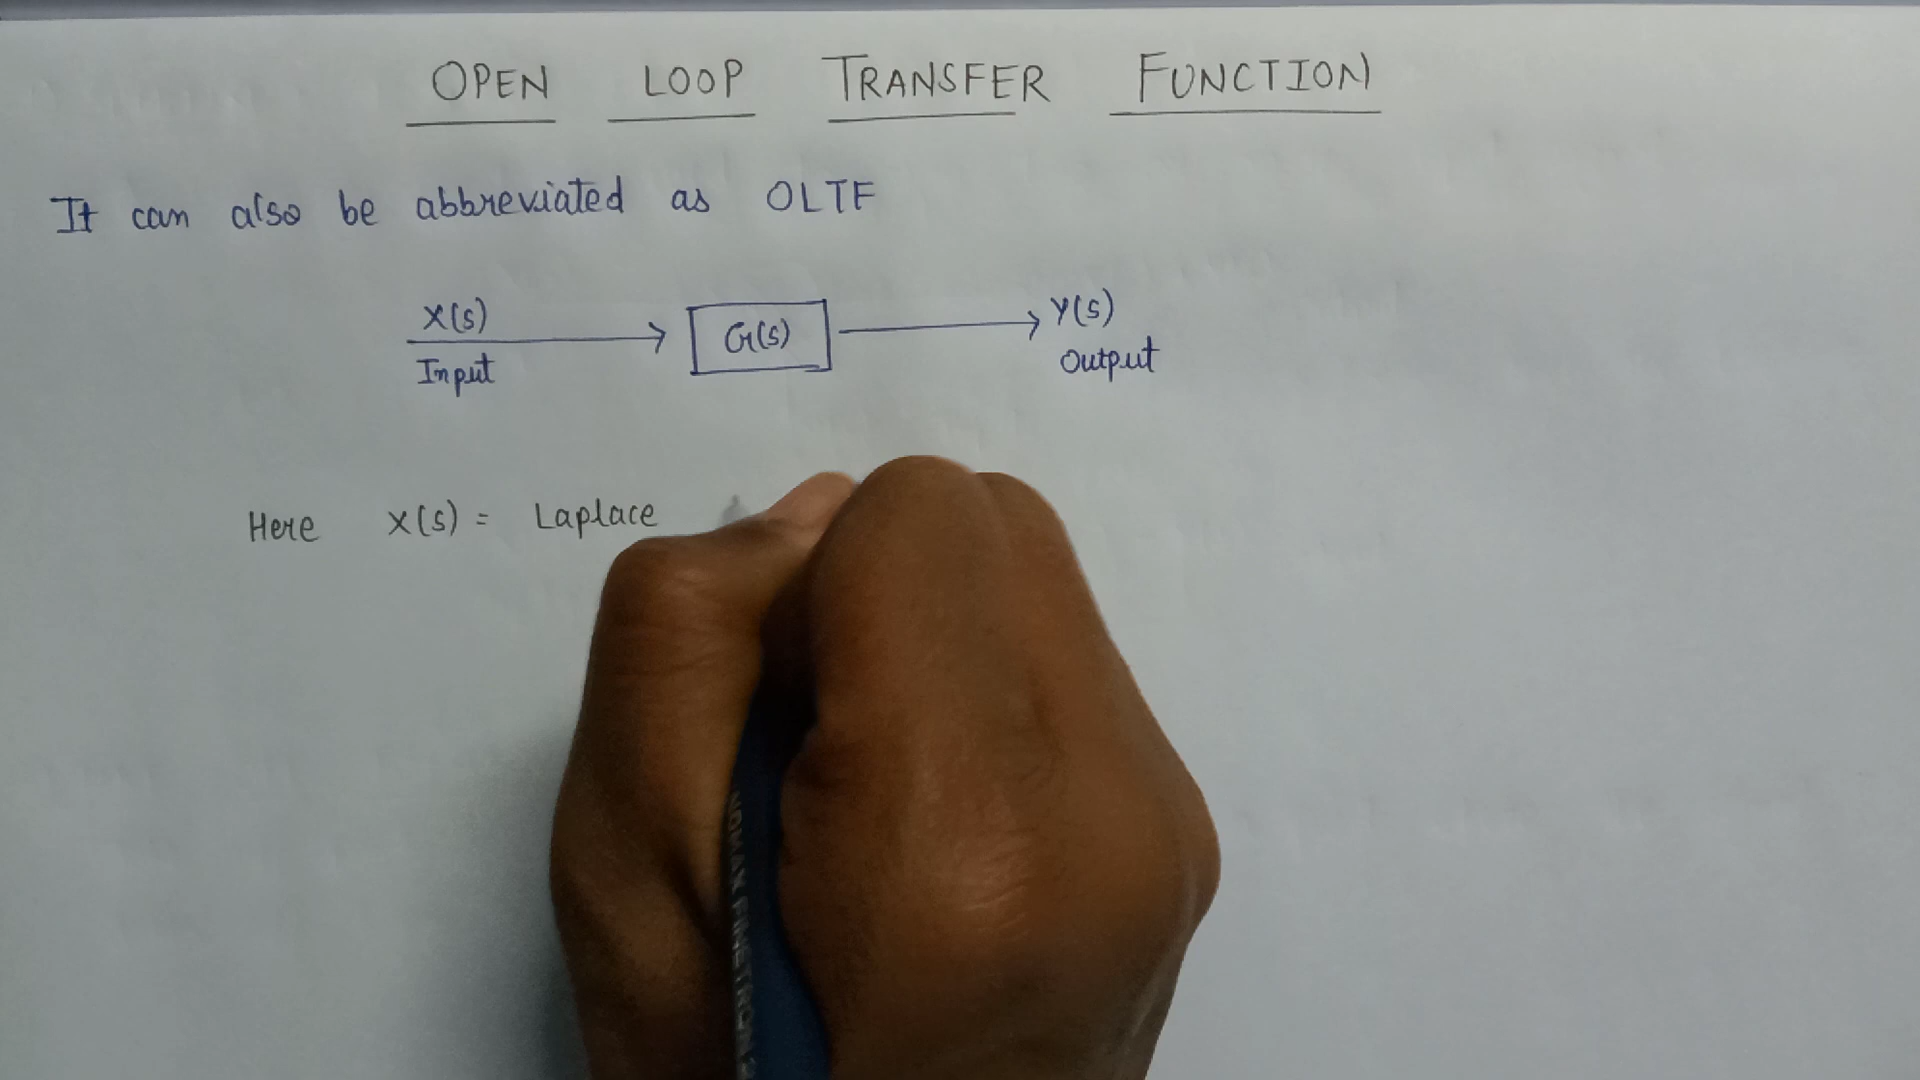 OPEN LOOP TRANSFER FUNCTION
It can also be abbreviated as OLTF
X(s) G(s) Y(s)
Input Output
Here X(s) = Laplace